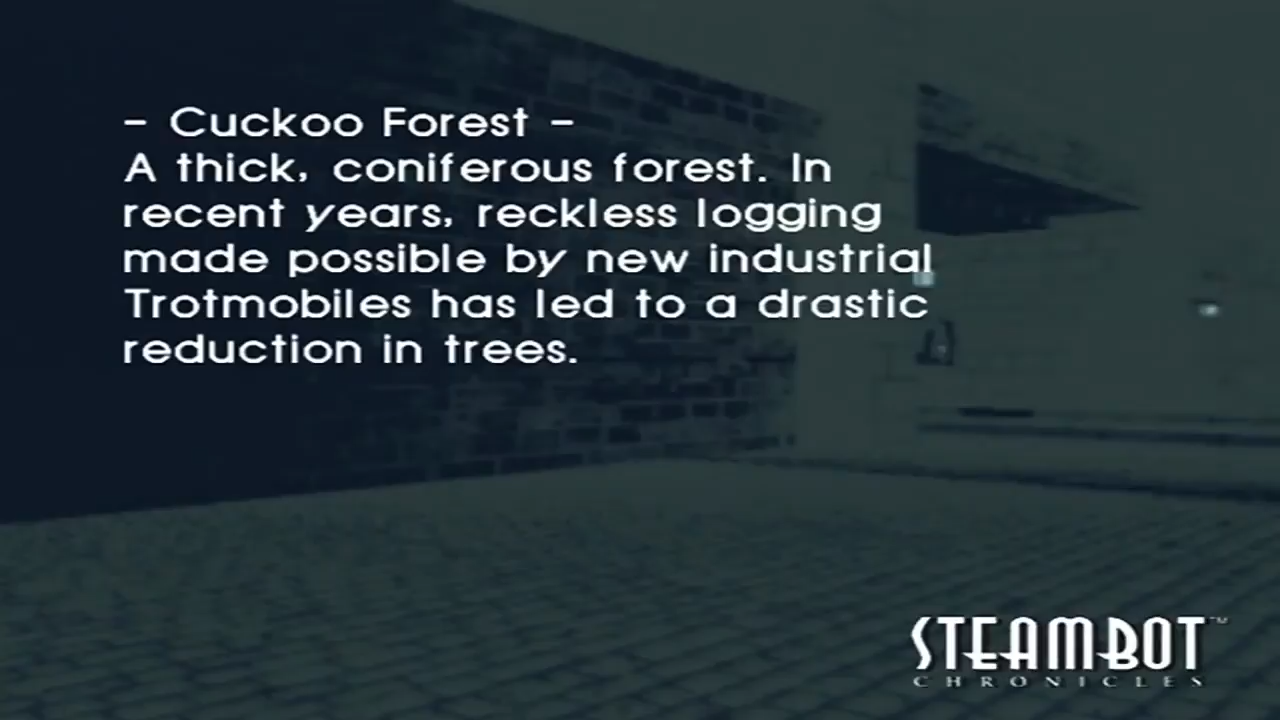 - Cuckoo Forest -
A thick, coniferous forest. In
recent years, reckless logging
made possible by new industrial
Trotmobiles has led to a drastic
reduction in trees.
STEAMBOT™
CHRONICLES